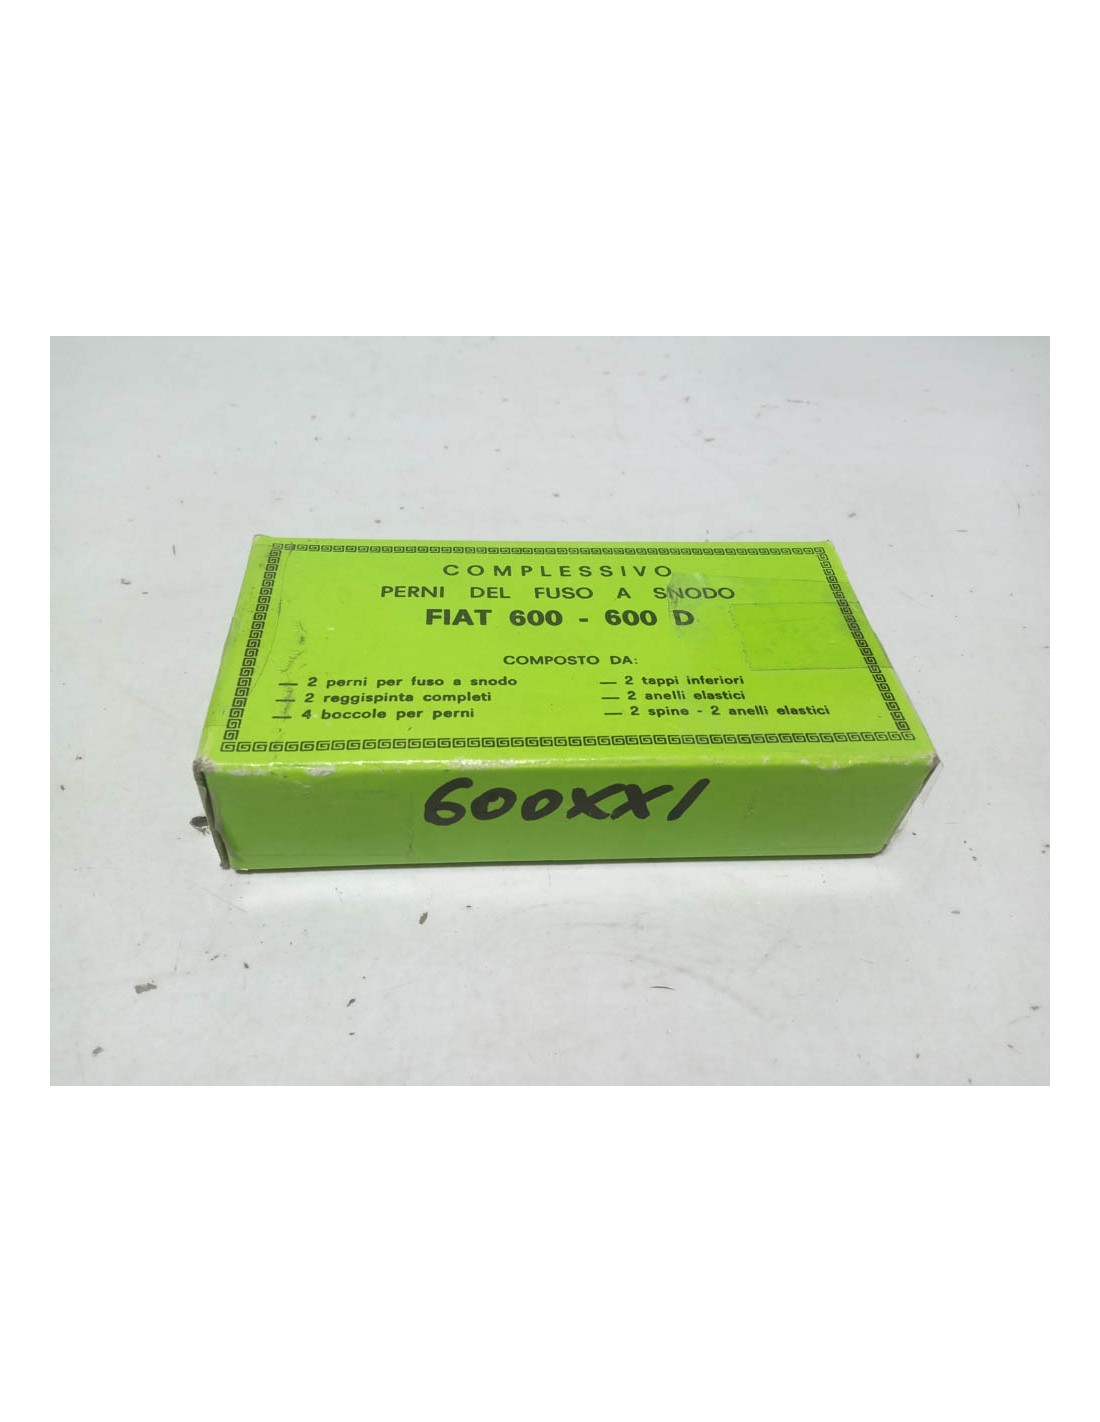 COMPLESSIVO
PERNI DEL FUSO A SNODO
FIAT 600 - 600 D
COMPOSTO DA:
— 2 perni per fuso a snodo
— 2 reggispinta completi
— 4 boccole per perni
— 2 tappi inferiori
— 2 anelli elastici
— 2 spine - 2 anelli elastici
600XX1